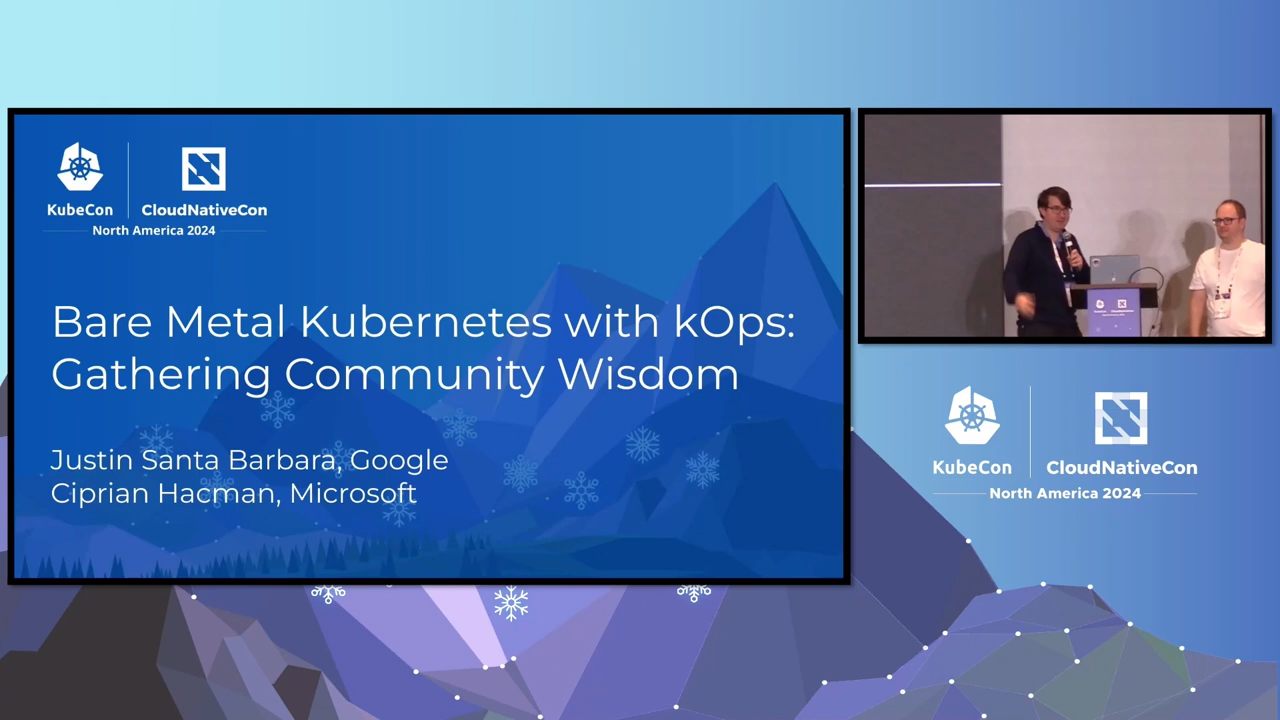 KubeCon
CloudNativeCon
North America 2024
Bare Metal Kubernetes with kOps:
Gathering Community Wisdom
Justin Santa Barbara, Google
Ciprian Hacman, Microsoft
KubeCon
CloudNativeCon
North America 2024